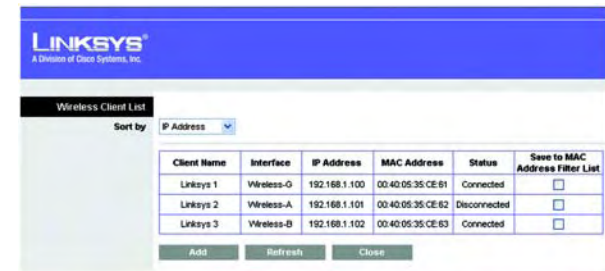 LINKSYS®
A Division of Cisco Systems, Inc.
Wireless Client List
Sort by IP Address
Client Name Interface IP Address MAC Address Status Save to MAC Address Filter List
Linksys 1 Wireless-G 192.168.1.100 00:40:05:35:CE:61 Connected
Linksys 2 Wireless-A 192.168.1.101 00:40:05:35:CE:62 Disconnected
Linksys 3 Wireless-B 192.168.1.102 00:40:05:35:CE:63 Connected
Add Refresh Close